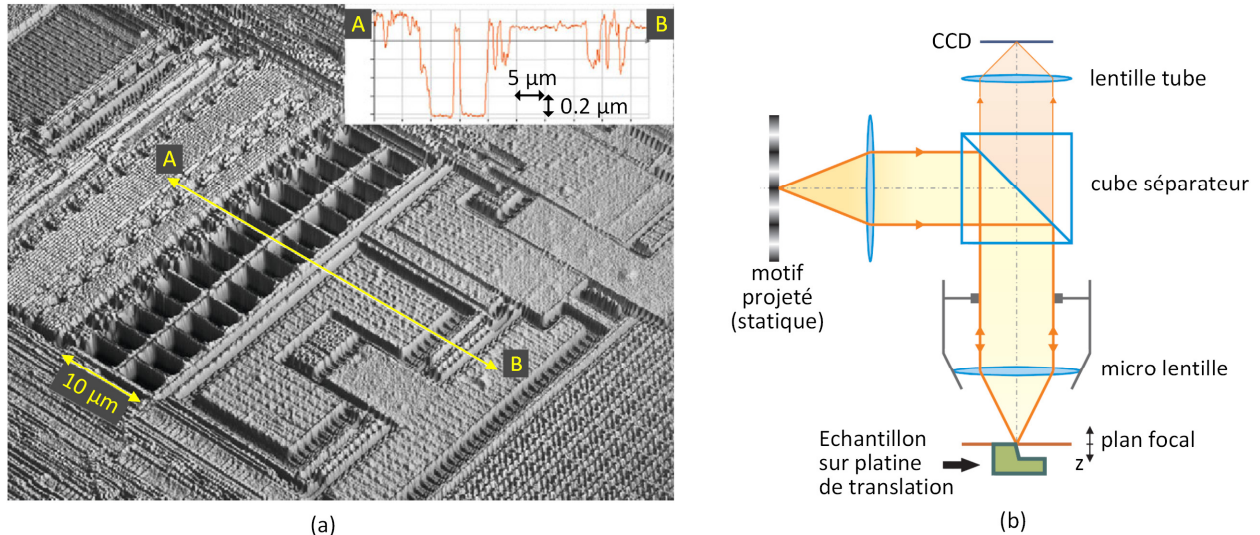 A
B
5 µm
0.2 µm
A
B
10 µm
(a)
CCD
lentille tube
cube séparateur
motif
projeté
(statique)
micro lentille
plan focal
z
Echantillon
sur platine
de translation
(b)